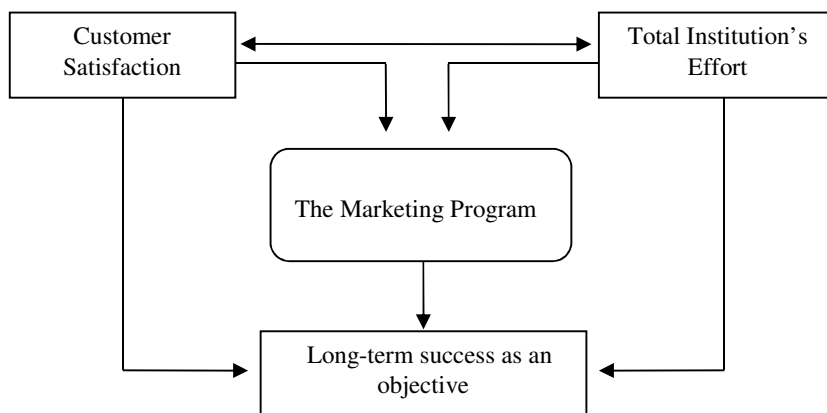 Customer
Satisfaction
Total Institution's
Effort
The Marketing Program
Long-term success as an
objective